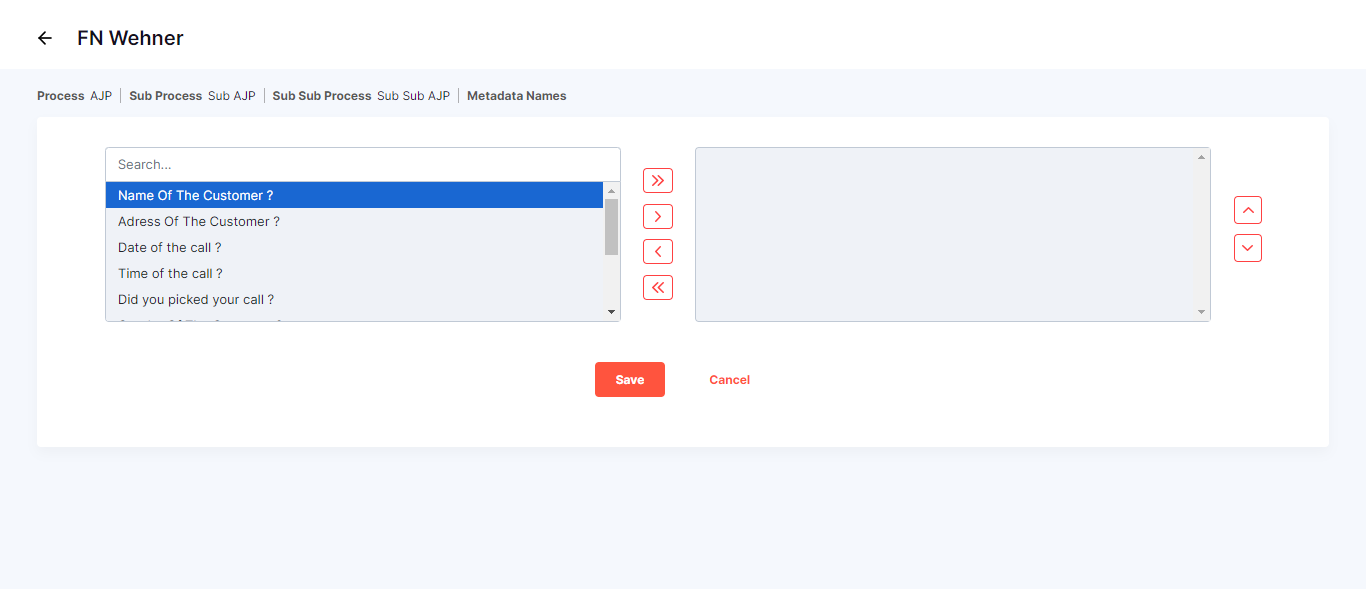 FN Wehner
Process AJP Sub Process Sub AJP Sub Sub Process Sub Sub AJP Metadata Names
Search...
Name Of The Customer ?
Adress Of The Customer ?
Date of the call ?
Time of the call ?
Did you picked your call ?
Save Cancel